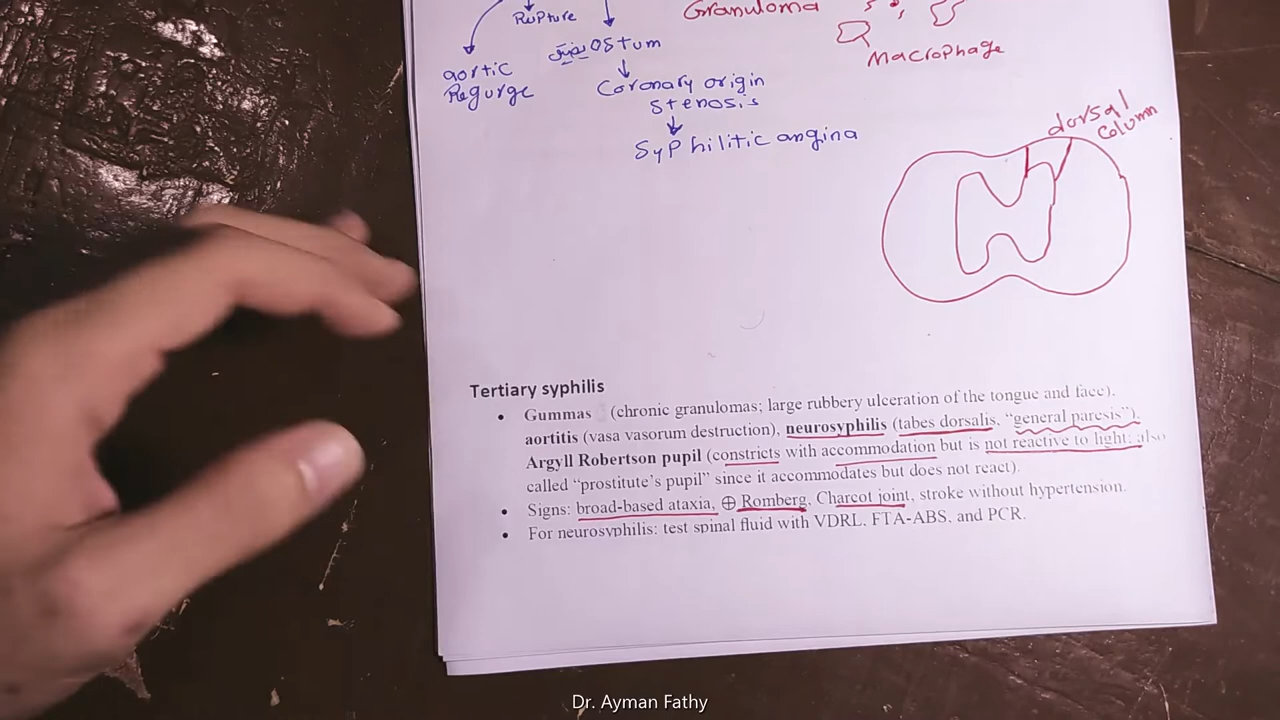 Rupture
Granuloma
Ostum
Macrophage
aortic
Regurge
Coronary origin
stenosis
Syphilitic angina
dorsal
column
Tertiary syphilis
• Gummas (chronic granulomas; large rubbery ulceration of the tongue and face).
aortitis (vasa vasorum destruction), neurosyphilis (tabes dorsalis, “general paresis”),
Argyll Robertson pupil (constricts with accommodation but is not reactive to light; also
called “prostitute’s pupil” since it accommodates but does not react).
• Signs: broad-based ataxia, ⊕ Romberg, Charcot joint, stroke without hypertension.
• For neurosyphilis: test spinal fluid with VDRL, FTA-ABS, and PCR.
Dr. Ayman Fathy